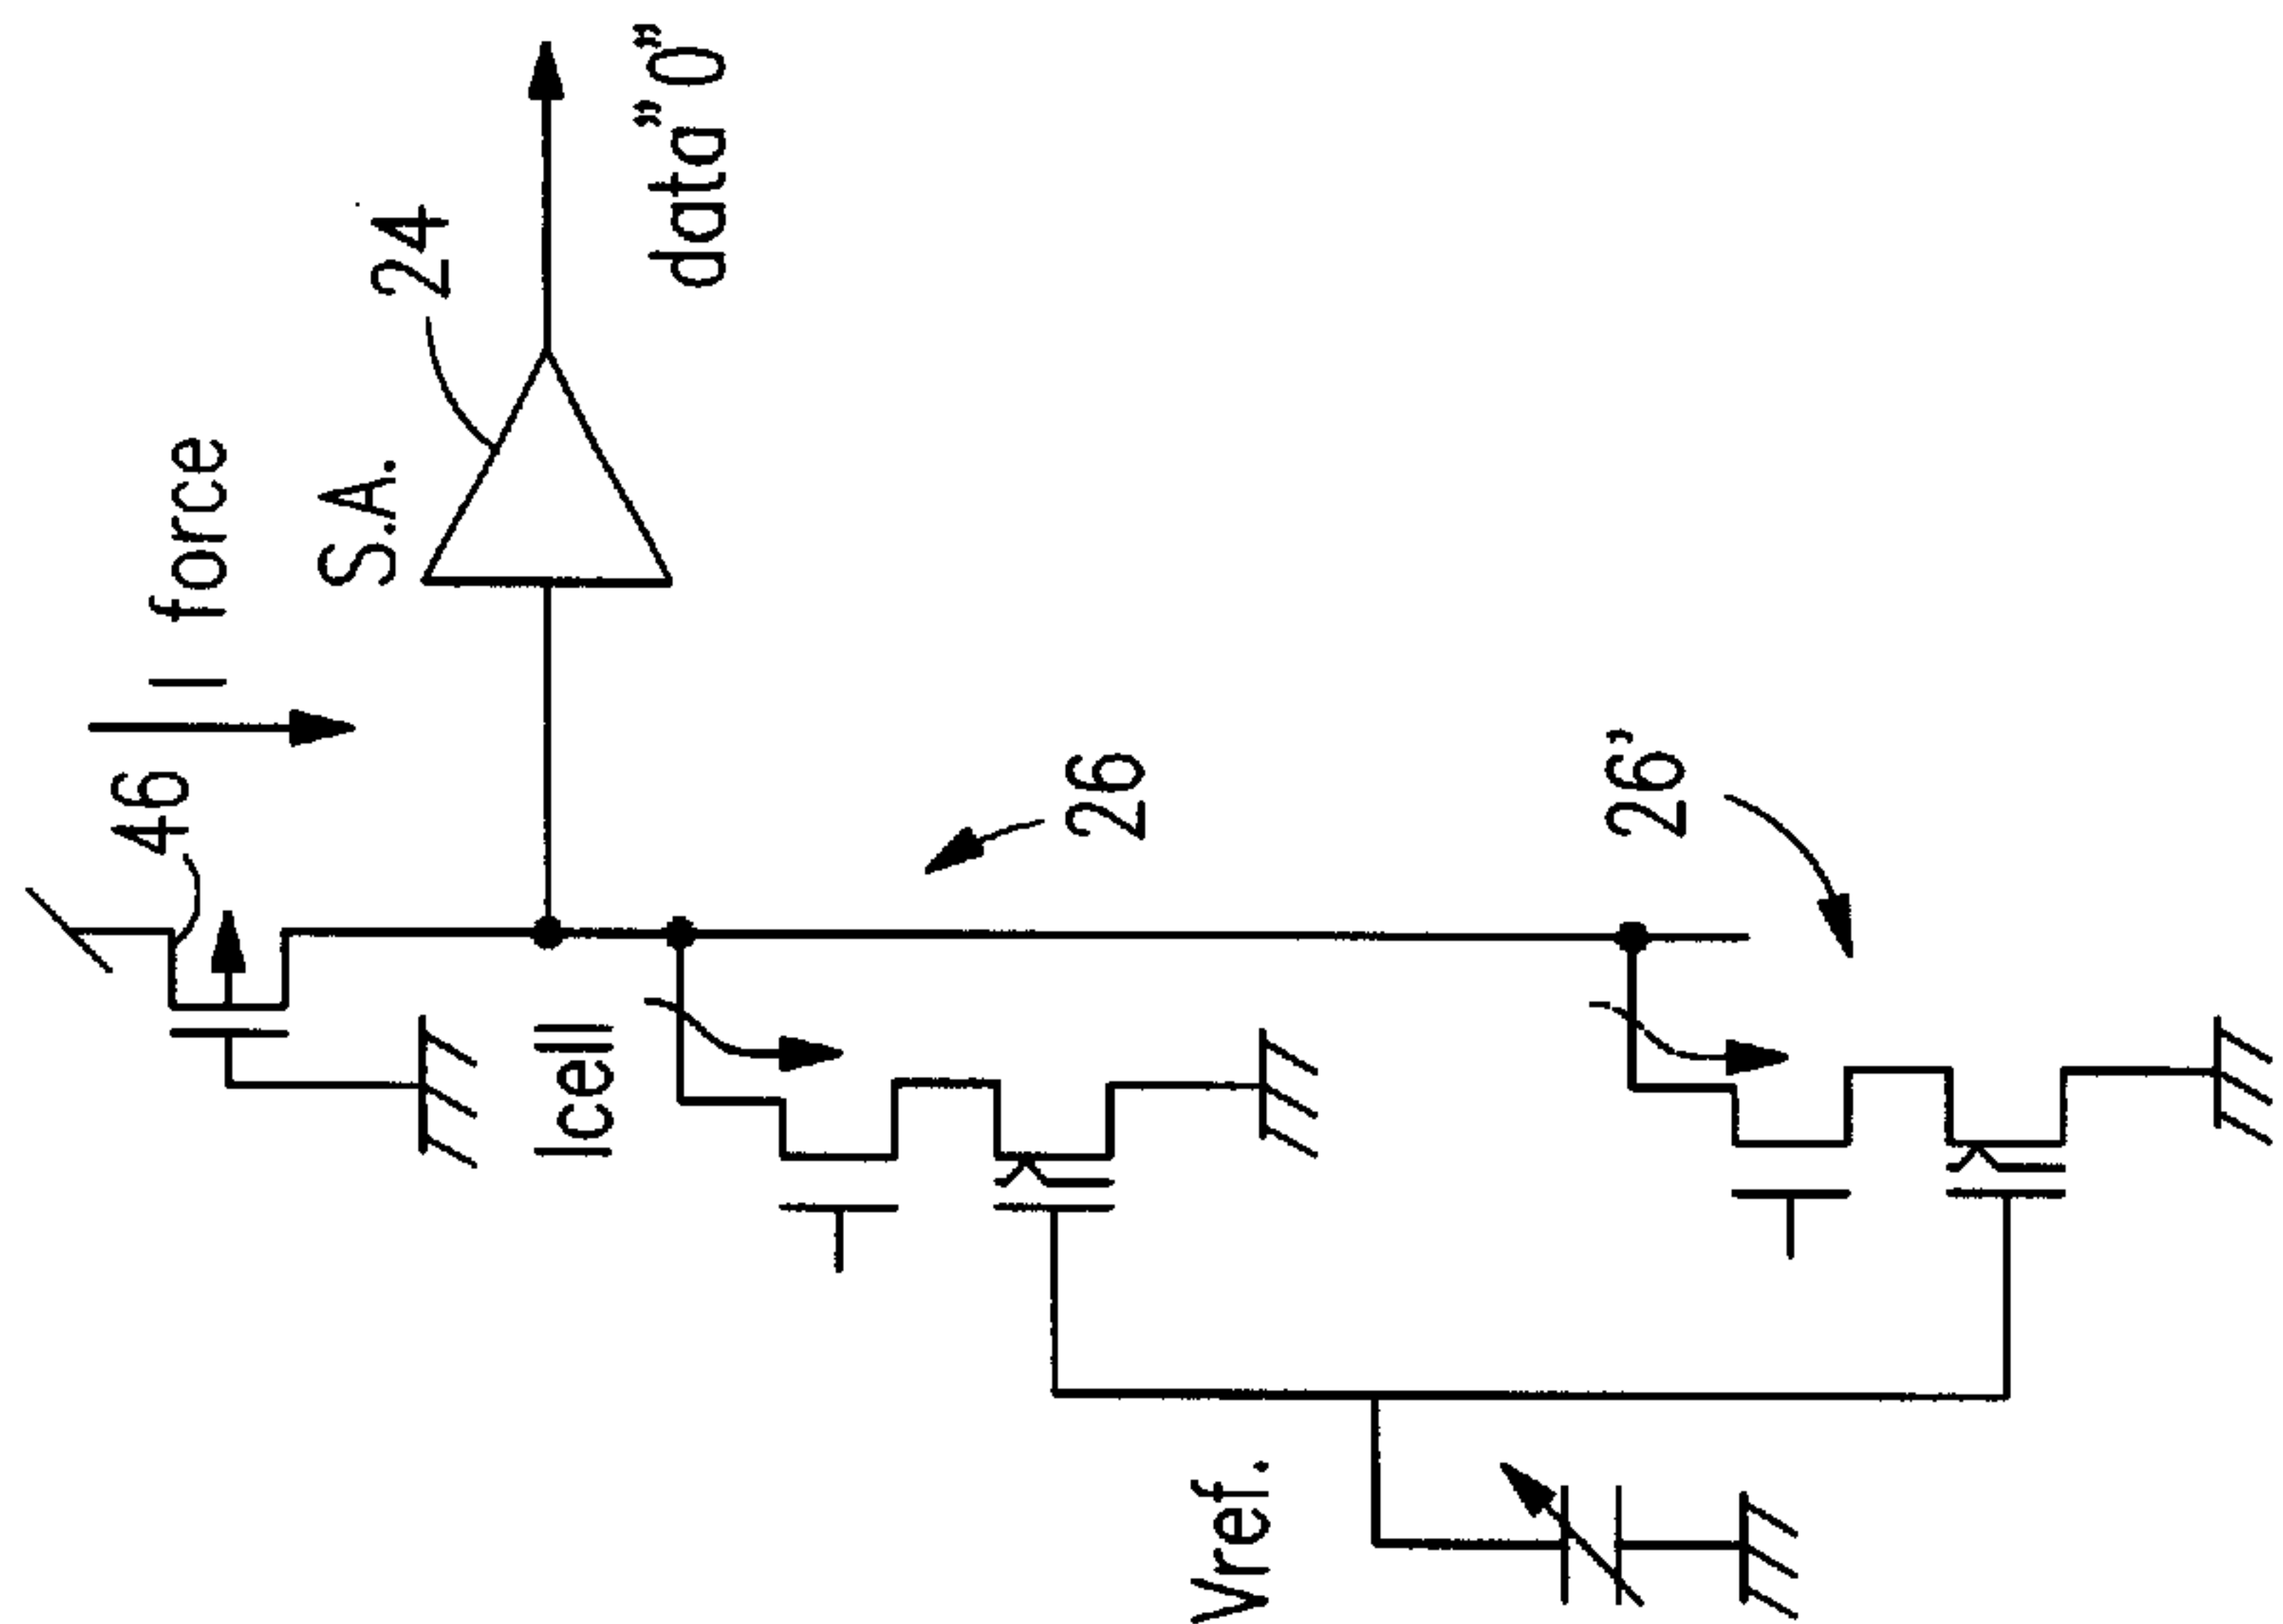 46
I force
S.A.
24
data”0”
Icell
26
26’
Vref.